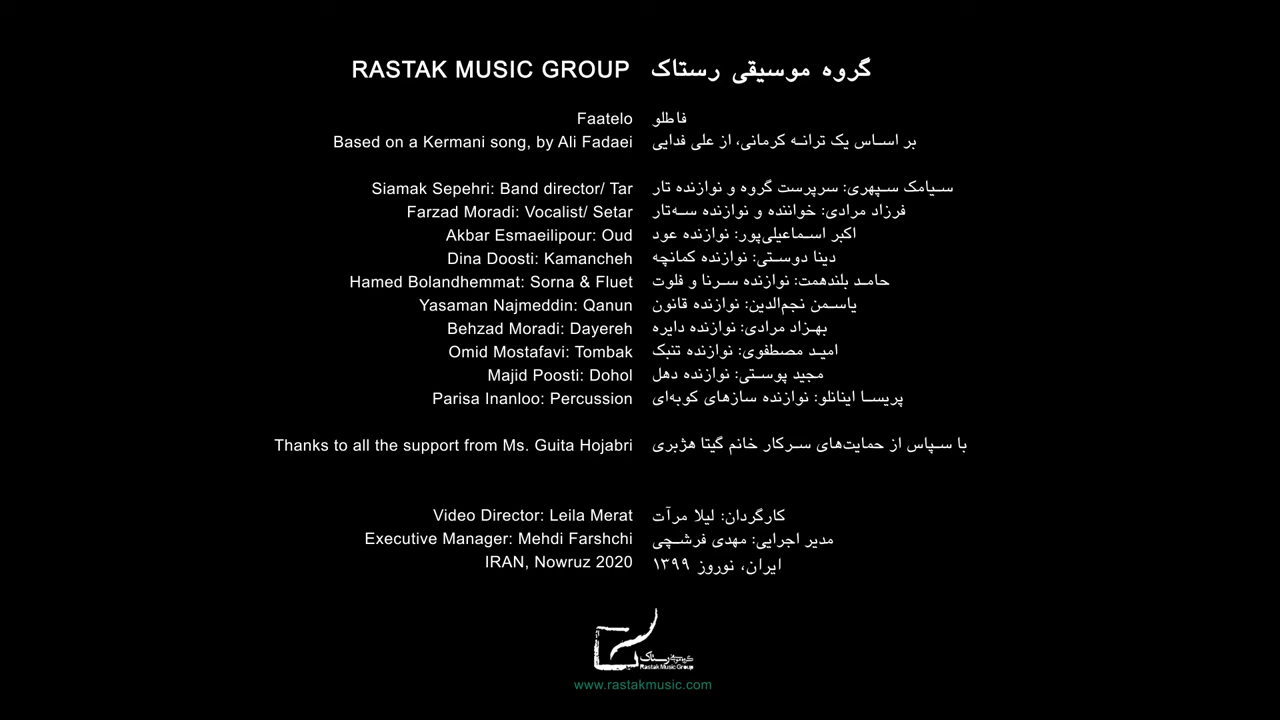 RASTAK MUSIC GROUP گروه موسیقی رستاک
Faatelo فاطلو
Based on a Kermani song, by Ali Fadaei بر اساس یک ترانه کرمانی، از علی فدایی
Siamak Sepehri: Band director/ Tar سیامک سپهری: سرپرست گروه و نوازنده تار
Farzad Moradi: Vocalist/ Setar فرزاد مرادی: خواننده و نوازنده سه‌تار
Akbar Esmaeilipour: Oud اکبر اسماعیلی‌پور: نوازنده عود
Dina Doosti: Kamancheh دینا دوستی: نوازنده کمانچه
Hamed Bolandhemmat: Sorna & Fluet حامد بلندهمت: نوازنده سرنا و فلوت
Yasaman Najmeddin: Qanun یاسمن نجم‌الدین: نوازنده قانون
Behzad Moradi: Dayereh بهزاد مرادی: نوازنده دایره
Omid Mostafavi: Tombak امید مصطفوی: نوازنده تنبک
Majid Poosti: Dohol مجید پوستی: نوازنده دهل
Parisa Inanloo: Percussion پریسا اینانلو: نوازنده سازهای کوبه‌ای
Thanks to all the support from Ms. Guita Hojabri با سپاس از حمایت‌های سرکار خانم گیتا هژبری
Video Director: Leila Merat کارگردان: لیلا مرآت
Executive Manager: Mehdi Farshchi مدیر اجرایی: مهدی فرشچی
IRAN, Nowruz 2020 ایران، نوروز ۱۳۹۹
گروه موسیقی رستاک
Rastak Music Group
www.rastakmusic.com